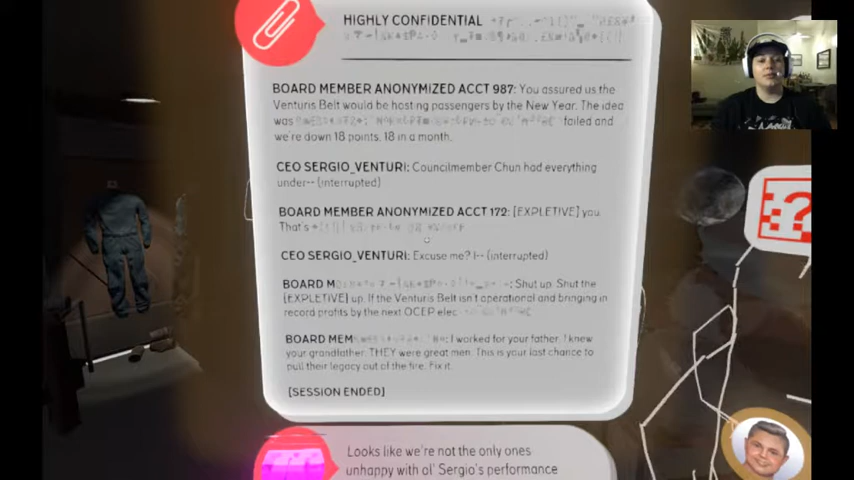 HIGHLY CONFIDENTIAL
BOARD MEMBER ANONYMIZED ACCT 987: You assured us the
Venturis Belt would be hosting passengers by the New Year. The idea
was failed and
we're down 18 points. 18 in a month.
CEO SERGIO_VENTURI: Councilmember Chun had everything
under-- (interrupted)
BOARD MEMBER ANONYMIZED ACCT 172: [EXPLETIVE] you.
That's
CEO SERGIO_VENTURI: Excuse me? I-- (interrupted)
BOARD M : Shut up. Shut the
[EXPLETIVE] up. If the Venturis Belt isn't operational and bringing in
record profits by the next OCEP elec
BOARD MEM : I worked for your father. I knew
your grandfather. THEY were great men. This is your last chance to
pull their legacy out of the fire. Fix it.
[SESSION ENDED]
Looks like we're not the only ones
unhappy with ol' Sergio's performance